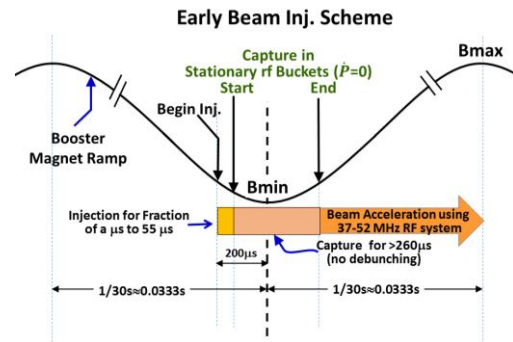 Early Beam Inj. Scheme
Capture in
Stationary rf Buckets (Ṗ=0)
Start
End
Bmax
Begin Inj.
Booster
Magnet Ramp
Bmin
Injection for Fraction
of a µs to 55 µs
Beam Acceleration using
37-52 MHz RF system
200µs
Capture for >260µs
(no debunching)
1/30s≈0.0333s
1/30s≈0.0333s